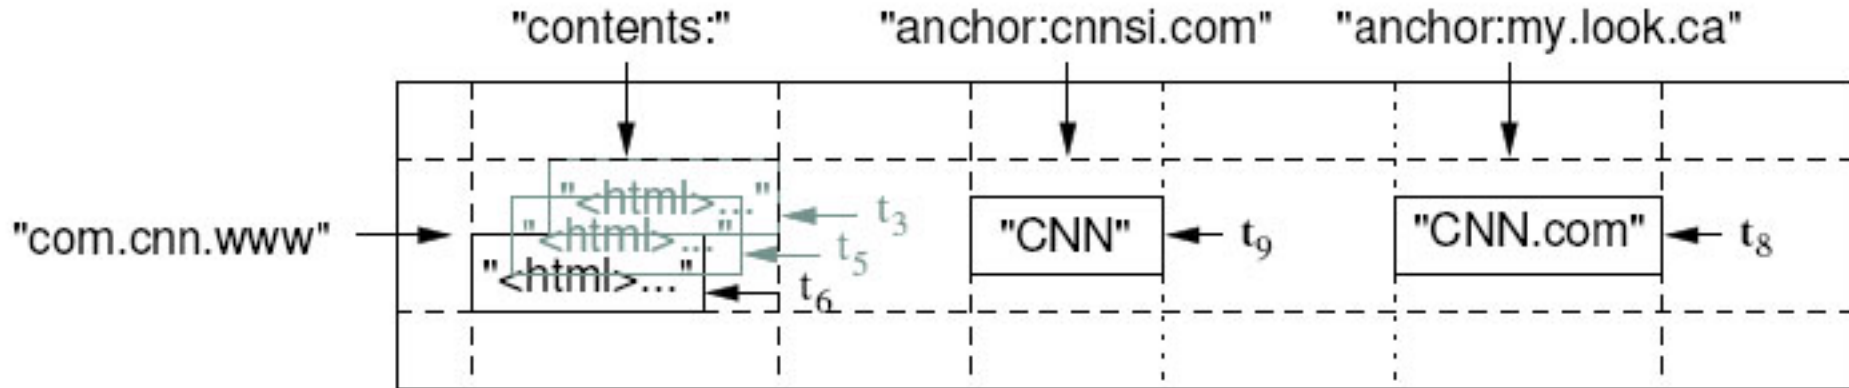 "contents:" "anchor:cnnsi.com" "anchor:my.look.ca"
"<html>..." t3
"com.cnn.www" "<html>..." t5 "CNN" t9 "CNN.com" t8
"<html>..." t6